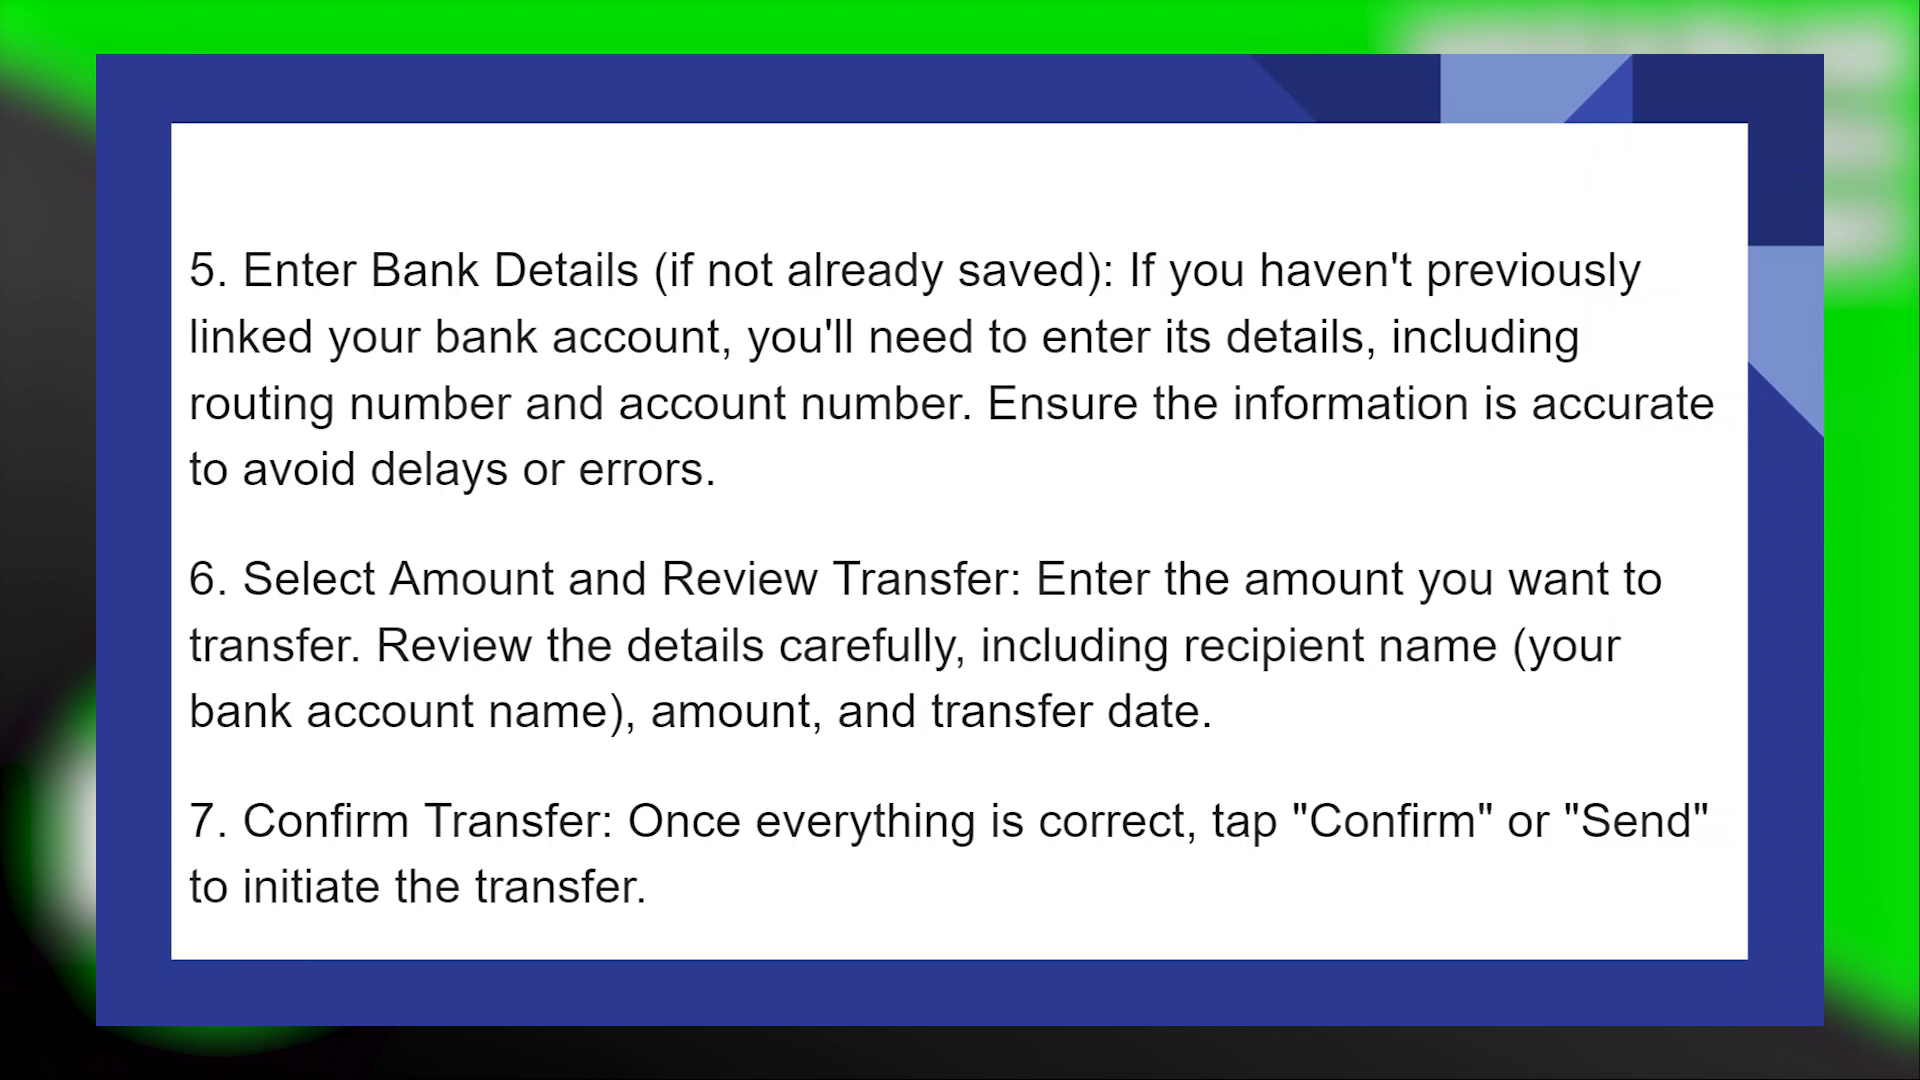 5. Enter Bank Details (if not already saved): If you haven't previously
linked your bank account, you'll need to enter its details, including
routing number and account number. Ensure the information is accurate
to avoid delays or errors.
6. Select Amount and Review Transfer: Enter the amount you want to
transfer. Review the details carefully, including recipient name (your
bank account name), amount, and transfer date.
7. Confirm Transfer: Once everything is correct, tap "Confirm" or "Send"
to initiate the transfer.